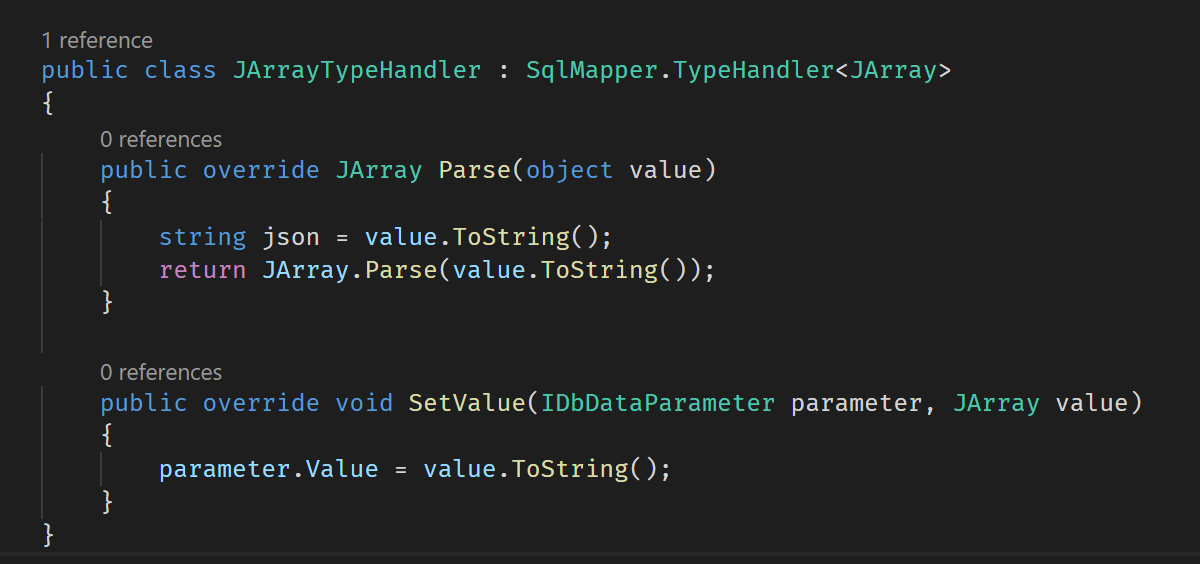 1 reference
public class JArrayTypeHandler : SqlMapper.TypeHandler<JArray>
{
0 references
public override JArray Parse(object value)
{
string json = value.ToString();
return JArray.Parse(value.ToString());
}
0 references
public override void SetValue(IDbDataParameter parameter, JArray value)
{
parameter.Value = value.ToString();
}
}